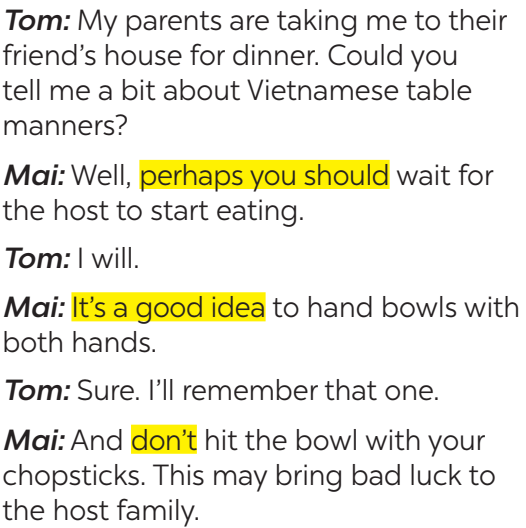 Tom: My parents are taking me to their
friend's house for dinner. Could you
tell me a bit about Vietnamese table
manners?
Mai: Well, perhaps you should wait for
the host to start eating.
Tom: I will.
Mai: It's a good idea to hand bowls with
both hands.
Tom: Sure. I'll remember that one.
Mai: And don't hit the bowl with your
chopsticks. This may bring bad luck to
the host family.